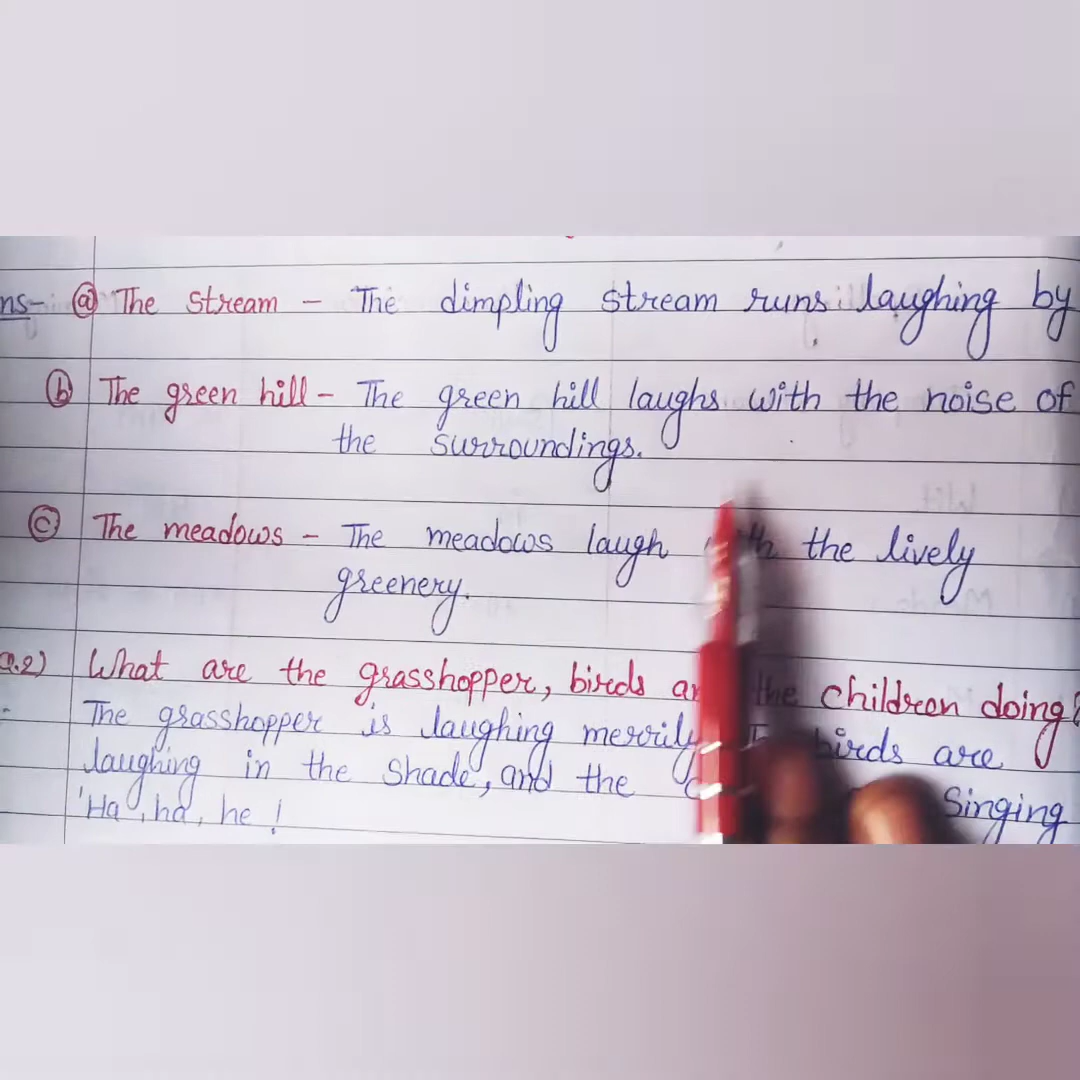 ns- (a) The stream - The dimpling stream runs laughing by
(b) The green hill - The green hill laughs with the noise of
the surroundings.
(c) The meadows - The meadows laugh the lively
greenery.
Q.2) What are the grasshopper, birds the children doing?
The grasshopper is laughing merrily birds are
laughing in the shade, and the Singing
'Ha, ha, he!